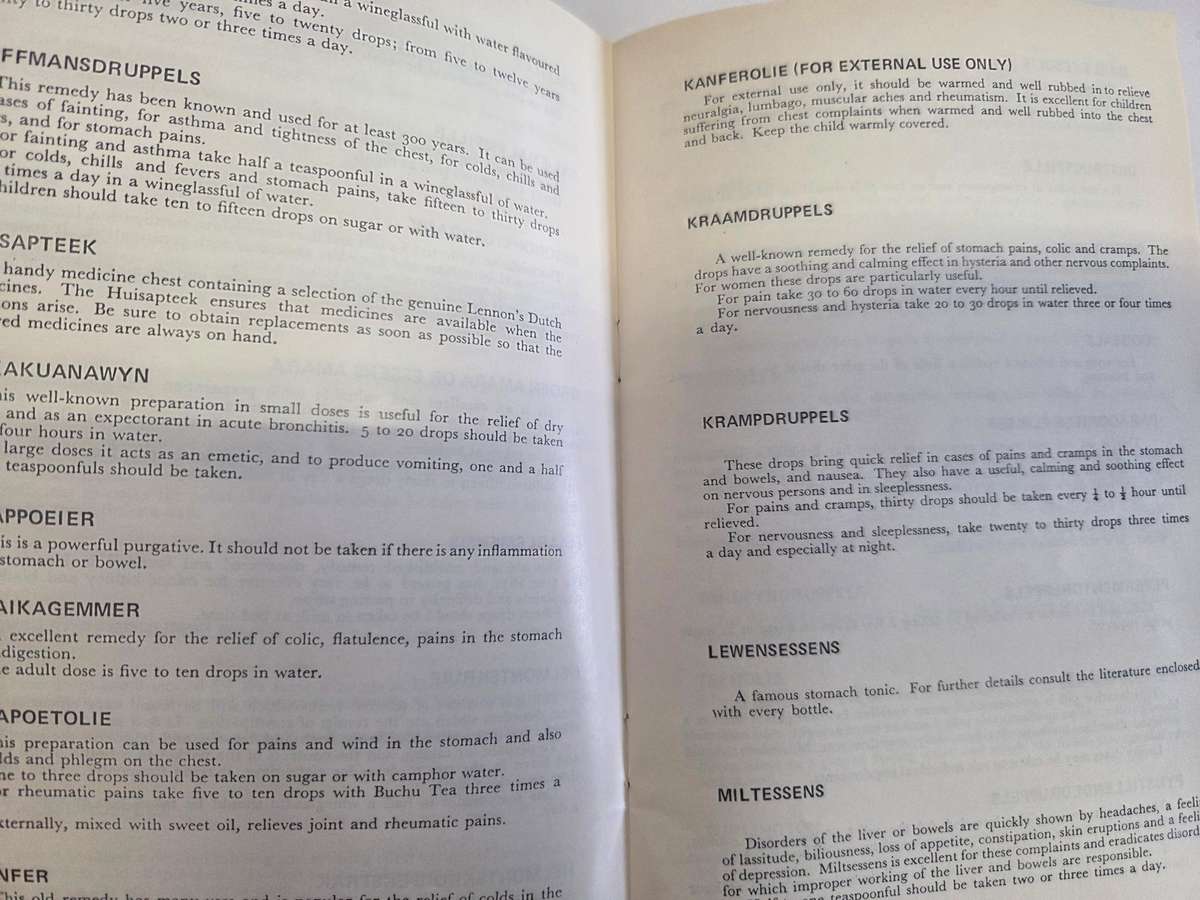 a wineglassful with water flavoured
years, five to twenty drops; from five to twelve years
to thirty drops two or three times a day.
FFMANSDRUPPELS
This remedy has been known and used for at least 300 years. It can be used
ases of fainting, for asthma and tightness of the chest, for colds, chills and
s, and for stomach pains.
or fainting and asthma take half a teaspoonful in a wineglassful of water.
or colds, chills and fevers and stomach pains, take fifteen to thirty drops
times a day in a wineglassful of water.
hildren should take ten to fifteen drops on sugar or with water.
ISAPTEEK
handy medicine chest containing a selection of the genuine Lennon's Dutch
cines. The Huisapteek ensures that medicines are available when the
ons arise. Be sure to obtain replacements as soon as possible so that the
red medicines are always on hand.
KAKUANAWYN
his well-known preparation in small doses is useful for the relief of dry
and as an expectorant in acute bronchitis. 5 to 20 drops should be taken
four hours in water.
large doses it acts as an emetic, and to produce vomiting, one and a half
teaspoonfuls should be taken.
APPOEIER
is is a powerful purgative. It should not be taken if there is any inflammation
stomach or bowel.
AIKAGEMMER
excellent remedy for the relief of colic, flatulence, pains in the stomach
digestion.
e adult dose is five to ten drops in water.
APOETOLIE
his preparation can be used for pains and wind in the stomach and also
lds and phlegm on the chest.
ne to three drops should be taken on sugar or with camphor water.
or rheumatic pains take five to ten drops with Buchu Tea three times a
xternally, mixed with sweet oil, relieves joint and rheumatic pains.
NFER
This old remedy has many uses and is popular for the relief of colds in the
KANFEROLIE (FOR EXTERNAL USE ONLY)
For external use only, it should be warmed and well rubbed in to relieve
neuralgia, lumbago, muscular aches and rheumatism. It is excellent for children
suffering from chest complaints when warmed and well rubbed into the chest
and back. Keep the child warmly covered.
KRAAMDRUPPELS
A well-known remedy for the relief of stomach pains, colic and cramps. The
drops have a soothing and calming effect in hysteria and other nervous complaints.
For women these drops are particularly useful.
For pain take 30 to 60 drops in water every hour until relieved.
For nervousness and hysteria take 20 to 30 drops in water three or four times
a day.
KRAMPDRUPPELS
These drops bring quick relief in cases of pains and cramps in the stomach
and bowels, and nausea. They also have a useful, calming and soothing effect
on nervous persons and in sleeplessness.
For pains and cramps, thirty drops should be taken every ¼ to ½ hour until
relieved.
For nervousness and sleeplessness, take twenty to thirty drops three times
a day and especially at night.
LEWENSESSENS
A famous stomach tonic. For further details consult the literature enclosed
with every bottle.
MILTESSENS
Disorders of the liver or bowels are quickly shown by headaches, a feeli
of lassitude, biliousness, loss of appetite, constipation, skin eruptions and a feeli
of depression. Miltsessens is excellent for these complaints and eradicates disord
for which improper working of the liver and bowels are responsible.
one teaspoonful should be taken two or three times a day.